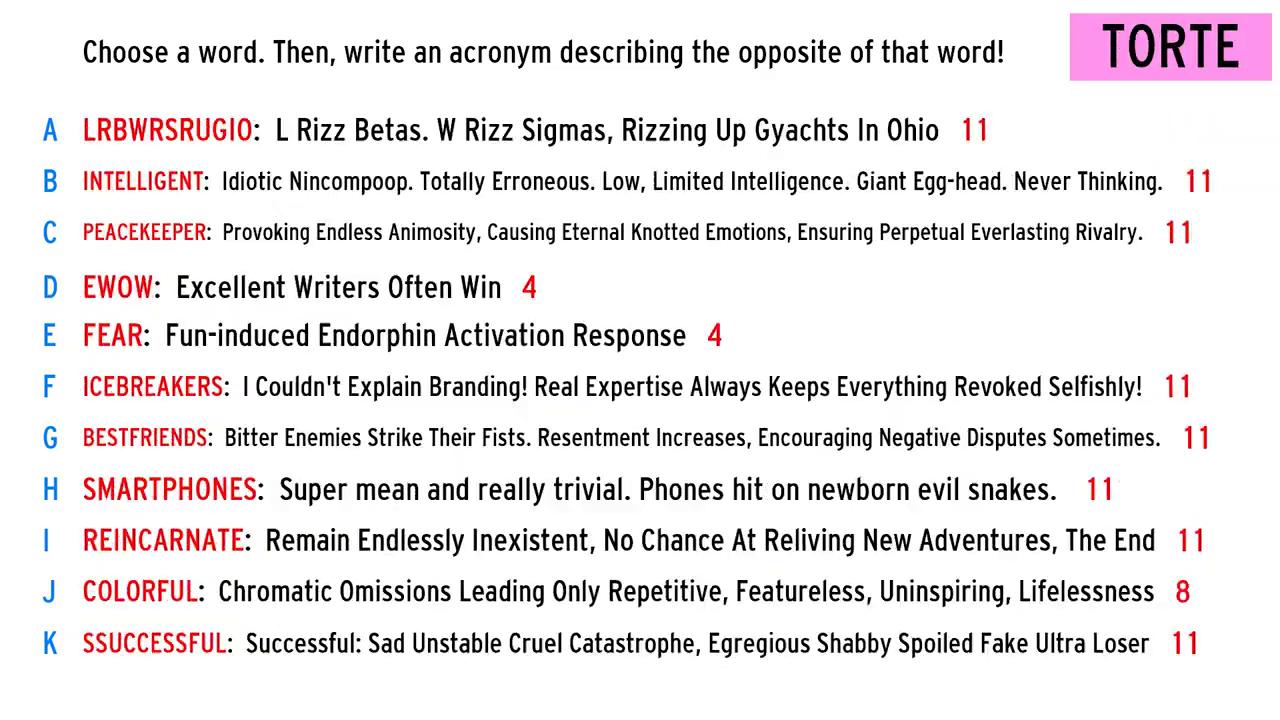 Choose a word. Then, write an acronym describing the opposite of that word!
TORTE
A LRBWRSRUGIO: L Rizz Betas. W Rizz Sigmas, Rizzing Up Gyachts In Ohio 11
B INTELLIGENT: Idiotic Nincompoop. Totally Erroneous. Low, Limited Intelligence. Giant Egg-head. Never Thinking. 11
C PEACEKEEPER: Provoking Endless Animosity, Causing Eternal Knotted Emotions, Ensuring Perpetual Everlasting Rivalry. 11
D EWOW: Excellent Writers Often Win 4
E FEAR: Fun-induced Endorphin Activation Response 4
F ICEBREAKERS: I Couldn't Explain Branding! Real Expertise Always Keeps Everything Revoked Selfishly! 11
G BESTFRIENDS: Bitter Enemies Strike Their Fists. Resentment Increases, Encouraging Negative Disputes Sometimes. 11
H SMARTPHONES: Super mean and really trivial. Phones hit on newborn evil snakes. 11
I REINCARNATE: Remain Endlessly Inexistent, No Chance At Reliving New Adventures, The End 11
J COLORFUL: Chromatic Omissions Leading Only Repetitive, Featureless, Uninspiring, Lifelessness 8
K SSUCCESSFUL: Successful: Sad Unstable Cruel Catastrophe, Egregious Shabby Spoiled Fake Ultra Loser 11